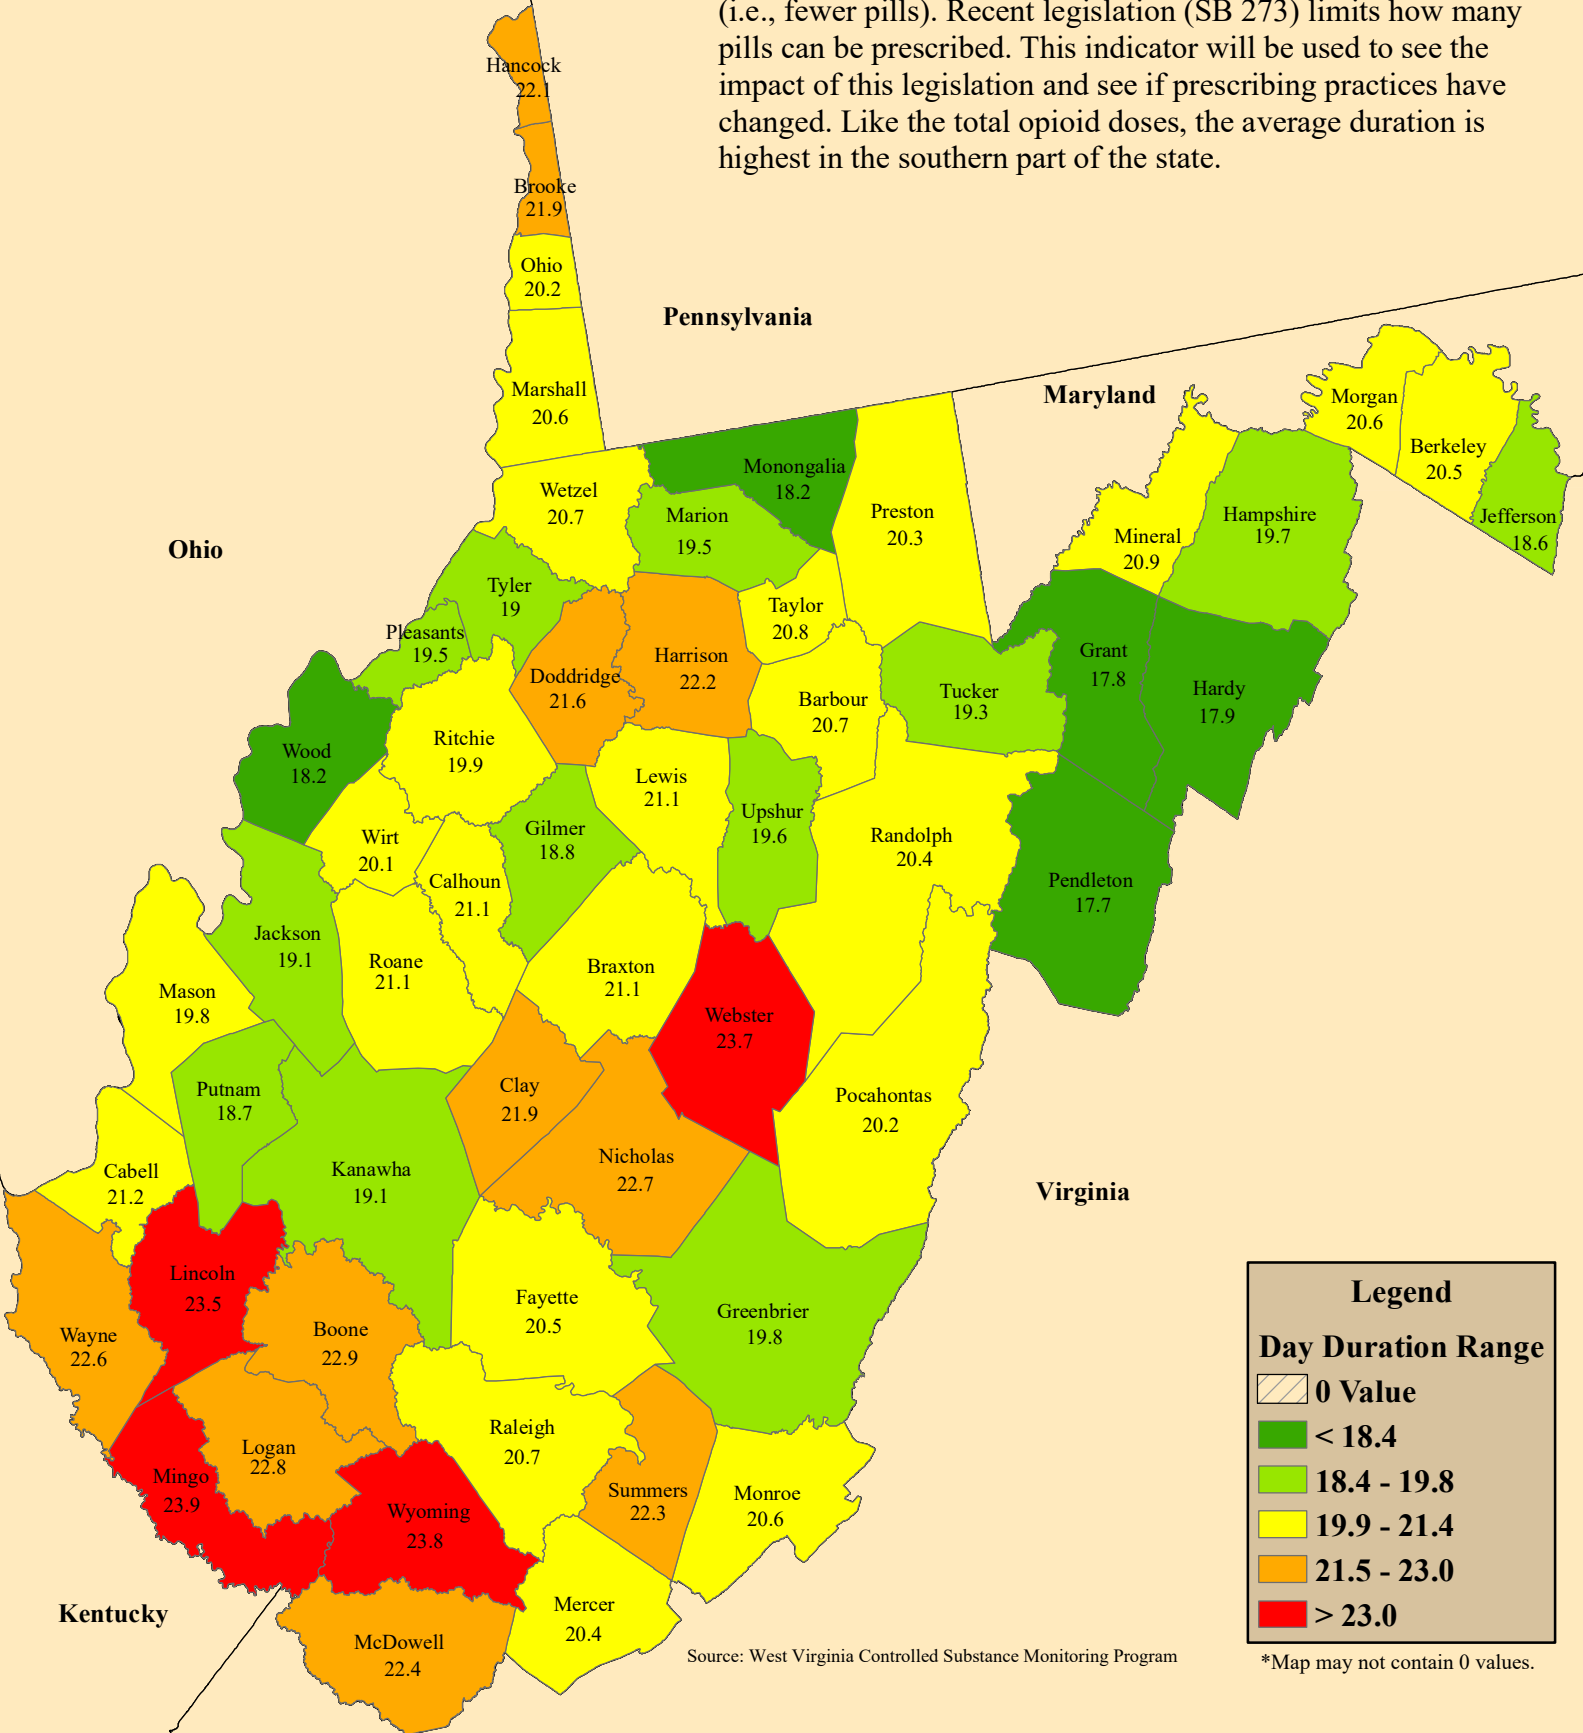 (i.e., fewer pills). Recent legislation (SB 273) limits how many
pills can be prescribed. This indicator will be used to see the
impact of this legislation and see if prescribing practices have
changed. Like the total opioid doses, the average duration is
highest in the southern part of the state.
Hancock
22.1
Brooke
21.9
Ohio
20.2
Pennsylvania
Marshall
20.6
Maryland
Morgan
20.6
Berkeley
20.5
Jefferson
18.6
Monongalia
18.2
Wetzel
20.7
Marion
19.5
Preston
20.3
Mineral
20.9
Hampshire
19.7
Ohio
Tyler
19
Taylor
20.8
Pleasants
19.5
Doddridge
21.6
Harrison
22.2
Barbour
20.7
Tucker
19.3
Grant
17.8
Hardy
17.9
Wood
18.2
Ritchie
19.9
Lewis
21.1
Upshur
19.6
Randolph
20.4
Wirt
20.1
Gilmer
18.8
Calhoun
21.1
Pendleton
17.7
Jackson
19.1
Roane
21.1
Braxton
21.1
Mason
19.8
Webster
23.7
Putnam
18.7
Clay
21.9
Pocahontas
20.2
Cabell
21.2
Kanawha
19.1
Nicholas
22.7
Virginia
Lincoln
23.5
Fayette
20.5
Greenbrier
19.8
Wayne
22.6
Boone
22.9
Raleigh
20.7
Logan
22.8
Mingo
23.9
Wyoming
23.8
Summers
22.3
Monroe
20.6
Kentucky
Mercer
20.4
McDowell
22.4
Legend
Day Duration Range
0 Value
< 18.4
18.4 - 19.8
19.9 - 21.4
21.5 - 23.0
> 23.0
Source: West Virginia Controlled Substance Monitoring Program
*Map may not contain 0 values.